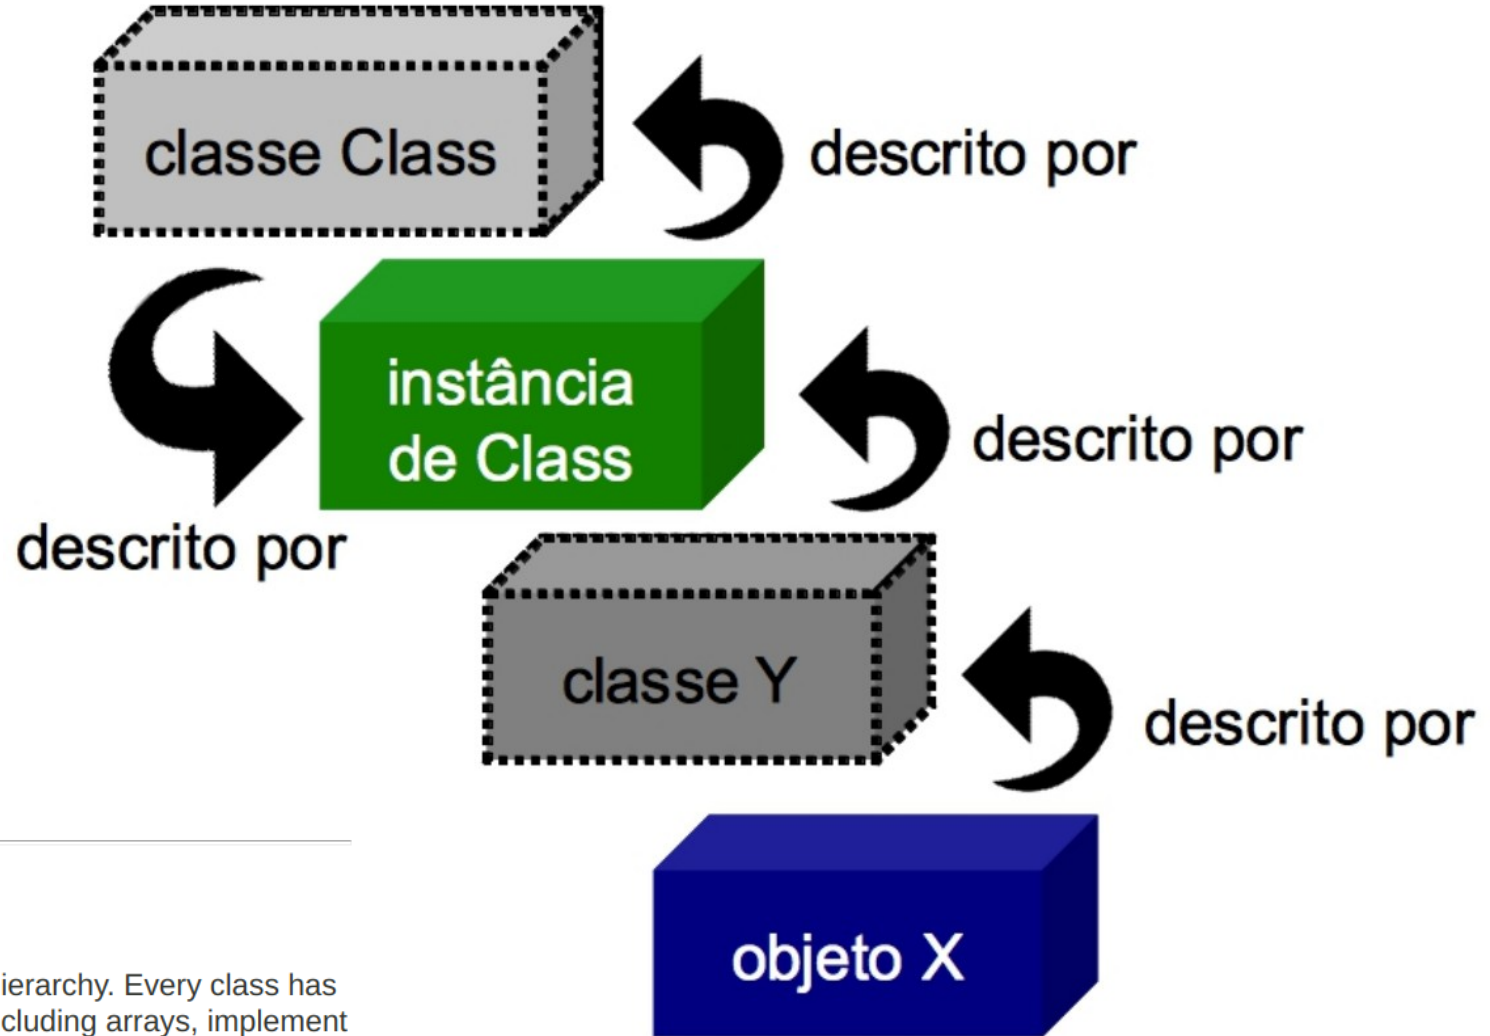 classe Class
descrito por
instância
de Class
descrito por
descrito por
classe Y
descrito por
objeto X
ierarchy. Every class has
cluding arrays, implement